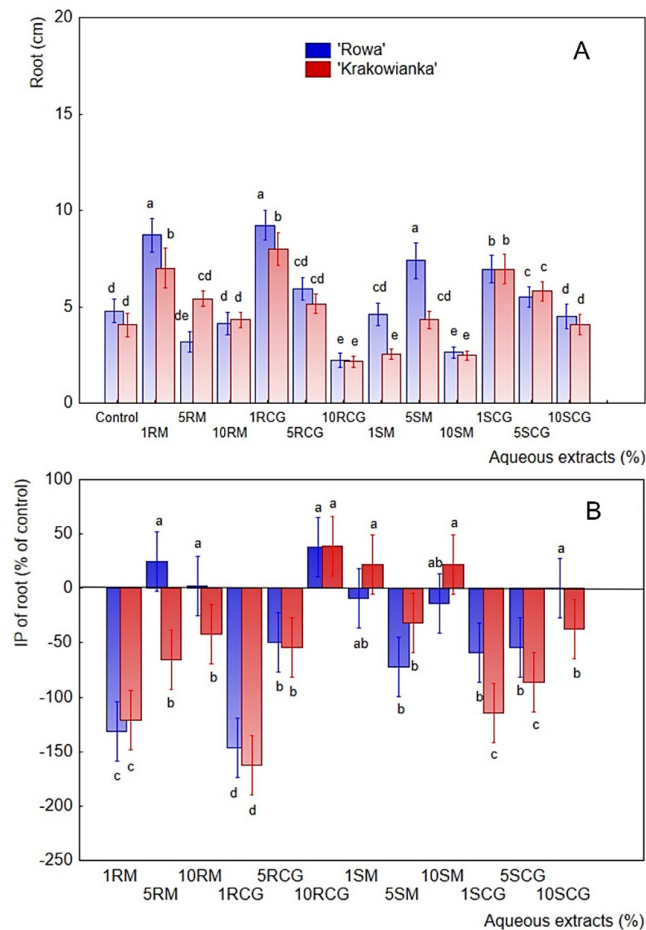 20
15
10
5
0
Root (cm)
'Rowa'
'Krakowianka'
A
d d
a b
de cd
d d
a b
cd cd
e e
d e
a cd
e e
b b
c c
d d
Control 5RM 1RCG 10RCG 5SM 1SCG 10SCG
1RM 10RM 5RCG 1SM 10SM 5SCG
Aqueous extracts (%)
100
50
0
-50
-100
-150
-200
-250
IP of root (% of control)
B
c c
a b
a b
d d
b b
a a
ab a
b b
ab a
b c
b c
a b
1RM 10RM 5RCG 1SM 10SM 5SCG
5RM 1RCG 10RCG 5SM 1SCG 10SCG
Aqueous extracts (%)